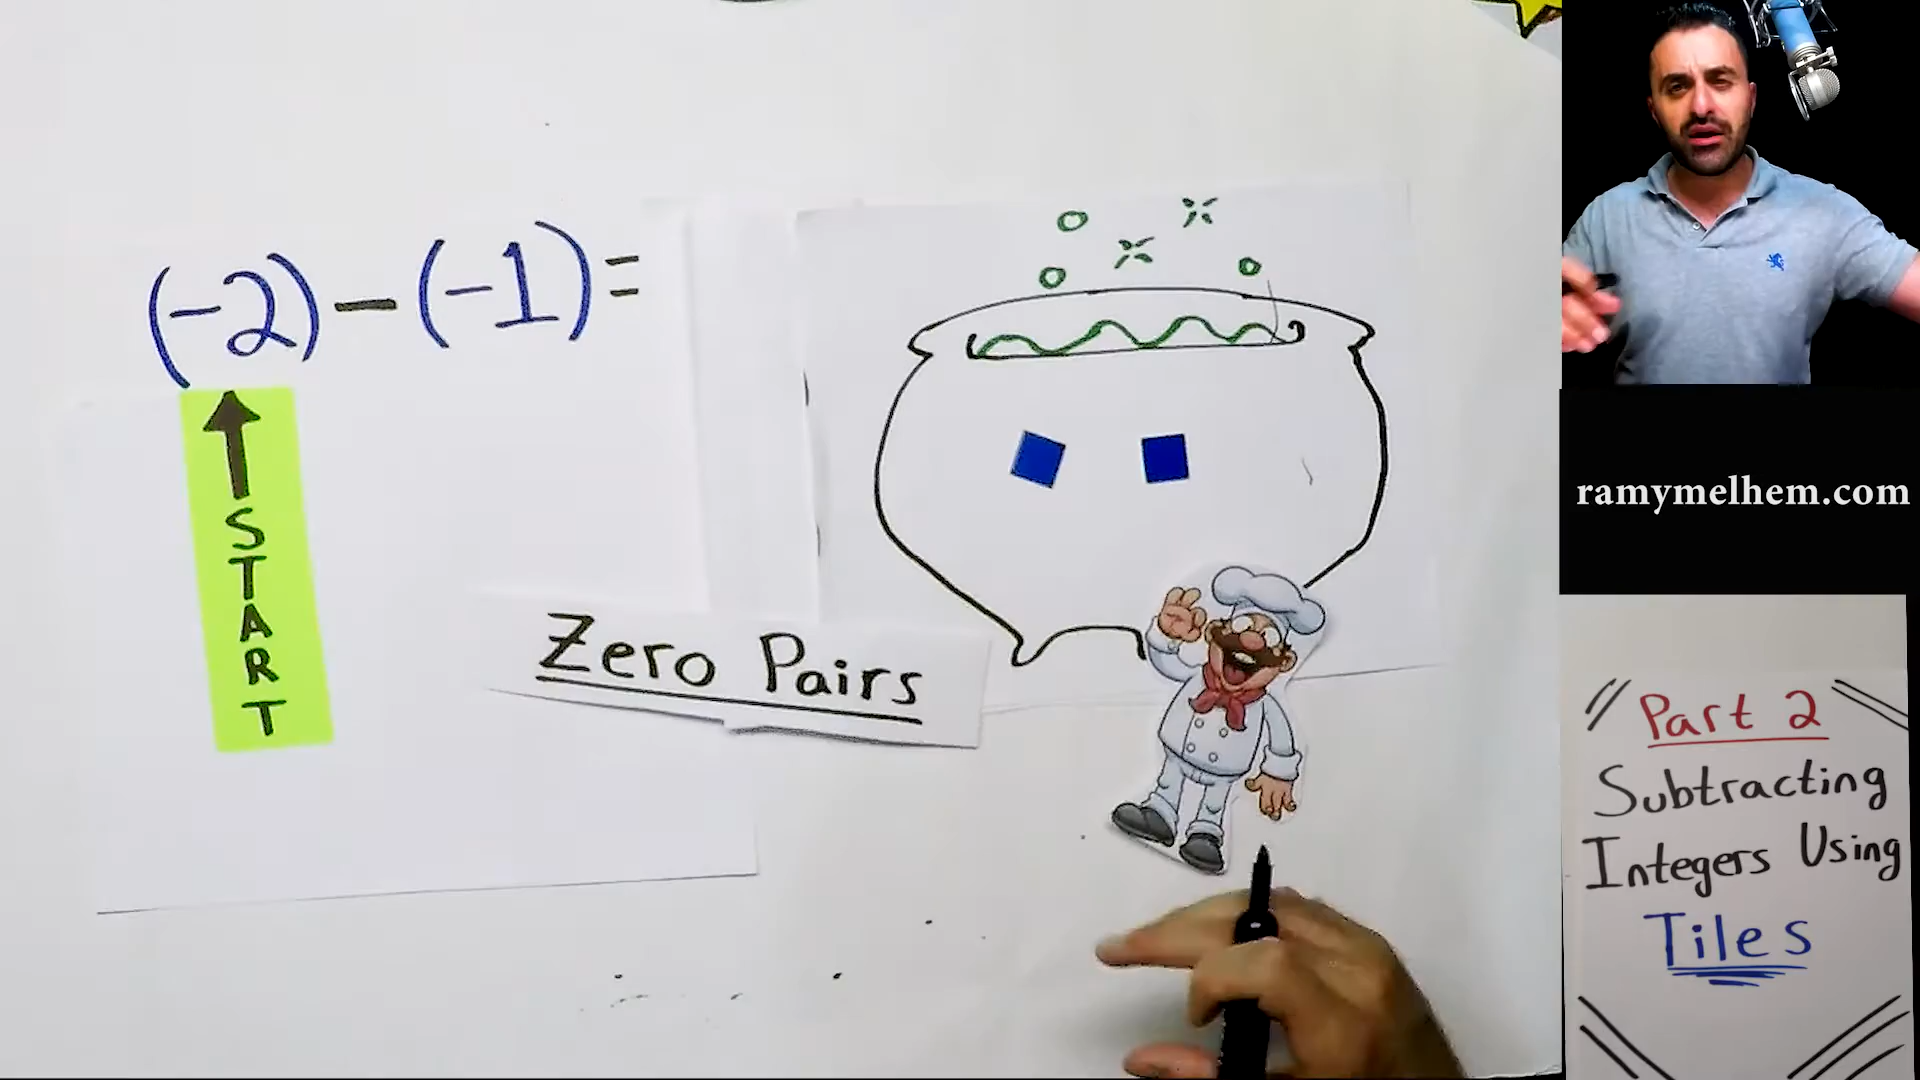 (-2) - (-1) =
START
Zero Pairs
ramymelhem.com
Part 2
Subtracting
Integers Using
Tiles